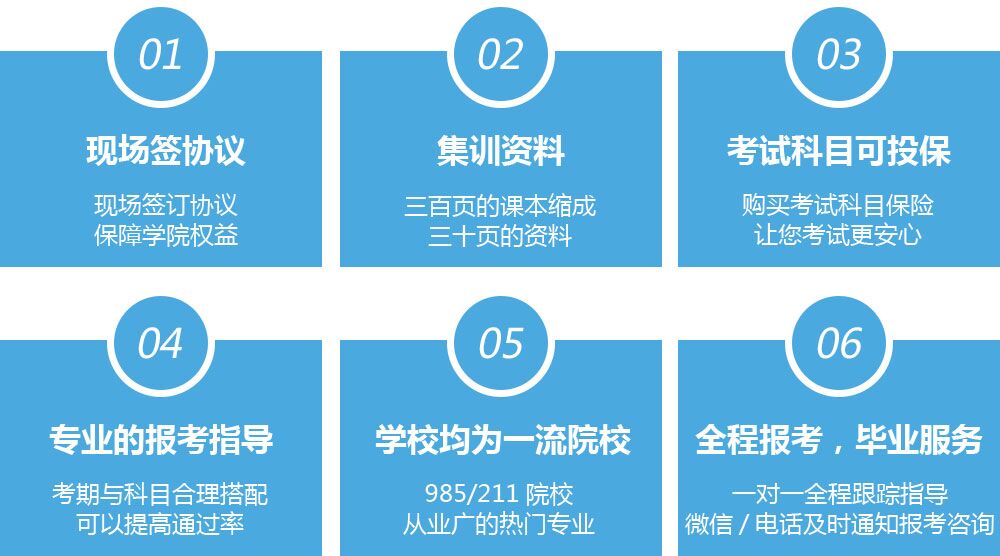 01
现场签协议
现场签订协议
保障学院权益
02
集训资料
三百页的课本缩成
三十页的资料
03
考试科目可投保
购买考试科目保险
让您考试更安心
04
专业的报考指导
考期与科目合理搭配
可以提高通过率
05
学校均为一流院校
985/211 院校
从业广的热门专业
06
全程报考，毕业服务
一对一全程跟踪指导
微信 / 电话及时通知报考咨询